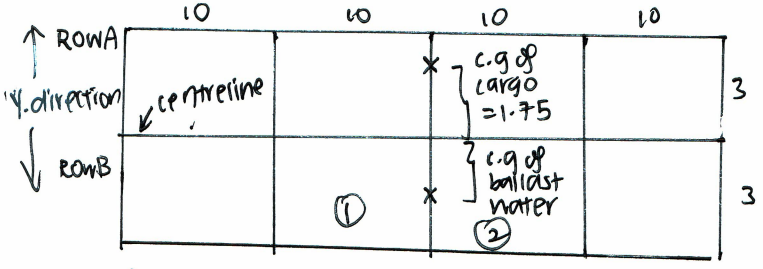 10 10 10 10
ROWA
Y.direction
centreline
c.g of
cargo
=1.75
3
ROWB
c.g of
ballast
water
3
1
2